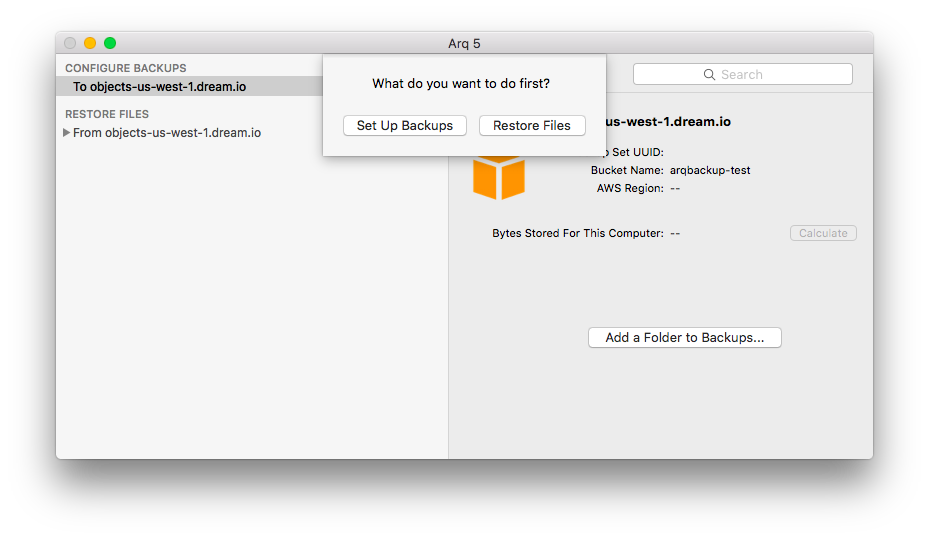 Arq 5
CONFIGURE BACKUPS
To objects-us-west-1.dream.io
RESTORE FILES
From objects-us-west-1.dream.io
What do you want to do first?
Set Up Backups
Restore Files
Search
us-west-1.dream.io
Set UUID:
Bucket Name: arqbackup-test
AWS Region: --
Bytes Stored For This Computer: --
Calculate
Add a Folder to Backups...